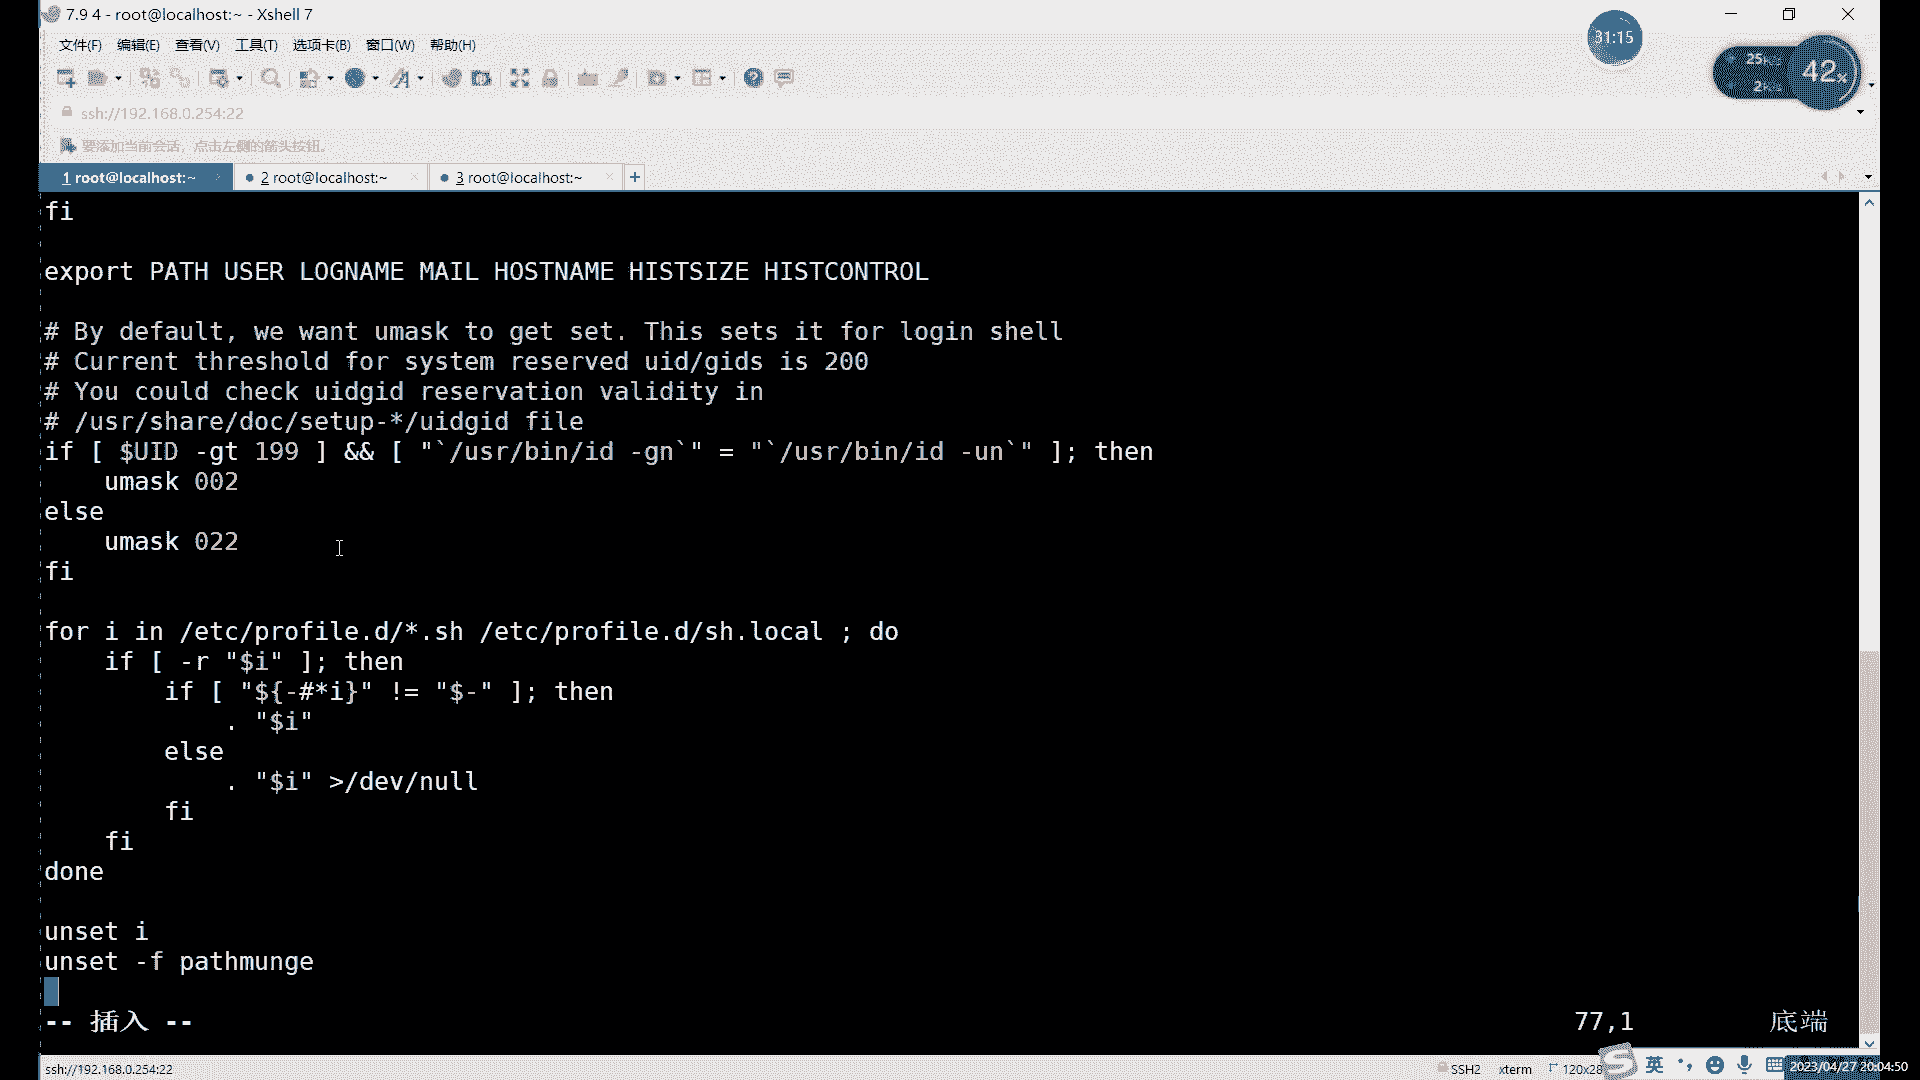 7.9 4 - root@localhost:~ - Xshell 7
31:15
文件(F) 编辑(E) 查看(V) 工具(T) 选项卡(B) 窗口(W) 帮助(H)
42%
ssh://192.168.0.254:22
要添加当前会话，点击左侧的箭头按钮。
1 root@localhost:~ 2 root@localhost:~ 3 root@localhost:~ +
fi
export PATH USER LOGNAME MAIL HOSTNAME HISTSIZE HISTCONTROL
# By default, we want umask to get set. This sets it for login shell
# Current threshold for system reserved uid/gids is 200
# You could check uidgid reservation validity in
# /usr/share/doc/setup-*/uidgid file
if [ $UID -gt 199 ] && [ "`/usr/bin/id -gn`" = "`/usr/bin/id -un`" ]; then
    umask 002
else
    umask 022
fi
for i in /etc/profile.d/*.sh /etc/profile.d/sh.local ; do
    if [ -r "$i" ]; then
        if [ "${-#*i}" != "$-" ]; then
            . "$i"
        else
            . "$i" >/dev/null
        fi
    fi
done
unset i
unset -f pathmunge
-- 插入 -- 77,1 底端
ssh://192.168.0.254:22 SSH2 xterm 英 2023/04/27 20:04:50